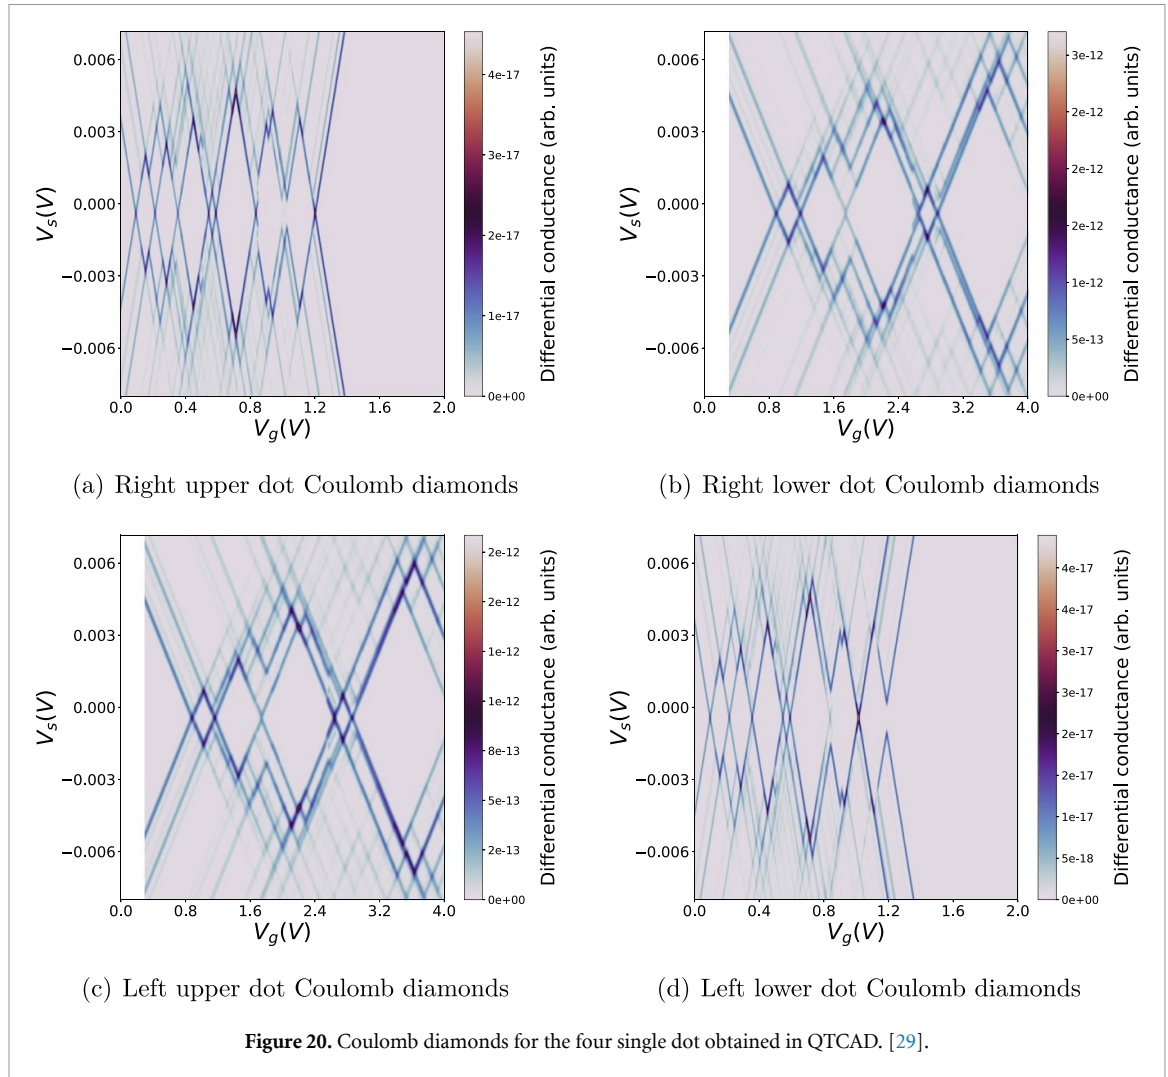 0.006
0.003
0.000
−0.003
−0.006
V_s(V)
0.0 0.4 0.8 1.2 1.6 2.0
V_g(V)
4e-17
3e-17
2e-17
2e-17
1e-17
0e+00
Differential conductance (arb. units)
(a) Right upper dot Coulomb diamonds
0.006
0.003
0.000
−0.003
−0.006
V_s(V)
0.0 0.8 1.6 2.4 3.2 4.0
V_g(V)
3e-12
2e-12
2e-12
1e-12
5e-13
0e+00
Differential conductance (arb. units)
(b) Right lower dot Coulomb diamonds
0.006
0.003
0.000
−0.003
−0.006
V_s(V)
0.0 0.8 1.6 2.4 3.2 4.0
V_g(V)
2e-12
2e-12
1e-12
1e-12
8e-13
5e-13
2e-13
0e+00
Differential conductance (arb. units)
(c) Left upper dot Coulomb diamonds
0.006
0.003
0.000
−0.003
−0.006
V_s(V)
0.0 0.4 0.8 1.2 1.6 2.0
V_g(V)
4e-17
4e-17
3e-17
3e-17
2e-17
2e-17
1e-17
5e-18
0e+00
Differential conductance (arb. units)
(d) Left lower dot Coulomb diamonds
Figure 20. Coulomb diamonds for the four single dot obtained in QTCAD. [29].